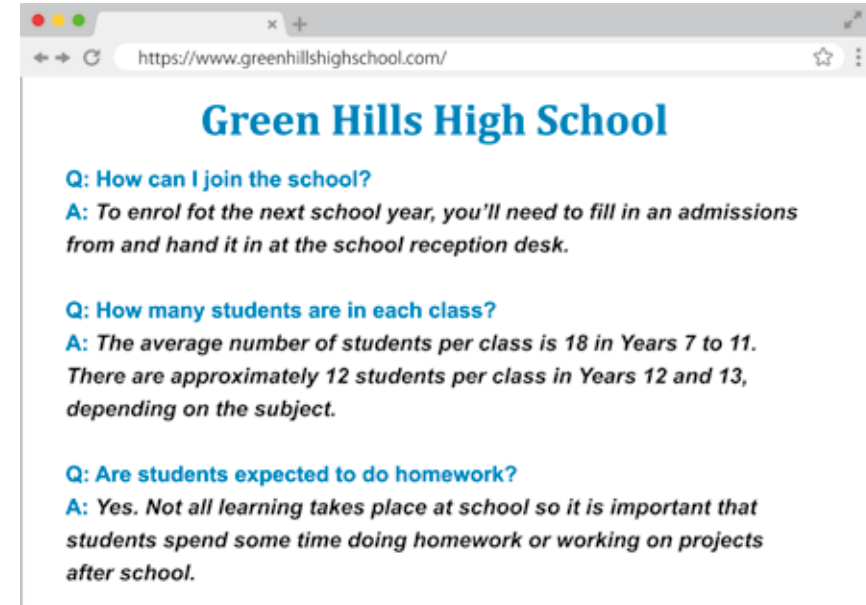 https://www.greenhillshighschool.com/
Green Hills High School
Q: How can I join the school?
A: To enrol fot the next school year, you'll need to fill in an admissions
from and hand it in at the school reception desk.
Q: How many students are in each class?
A: The average number of students per class is 18 in Years 7 to 11.
There are approximately 12 students per class in Years 12 and 13,
depending on the subject.
Q: Are students expected to do homework?
A: Yes. Not all learning takes place at school so it is important that
students spend some time doing homework or working on projects
after school.